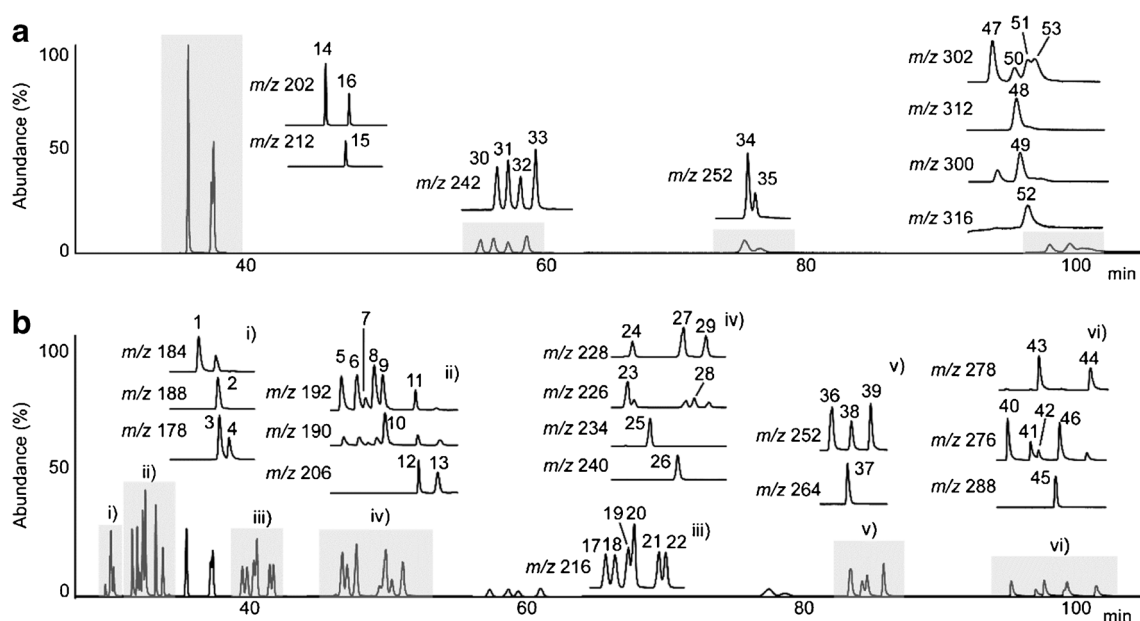 a
100
50
0
Abundance (%)
m/z 202
14
16
m/z 212
15
m/z 242
30
31
32
33
m/z 252
34
35
m/z 302
47
50
51
53
m/z 312
48
m/z 300
49
m/z 316
52
40
60
80
100
min
b
100
50
0
Abundance (%)
i)
m/z 184
1
m/z 188
2
m/z 178
3
4
ii)
m/z 192
5
6
7
8
9
11
m/z 190
10
m/z 206
12
13
iv)
m/z 228
24
27
29
m/z 226
23
28
m/z 234
25
m/z 240
26
iii)
m/z 216
17
18
19
20
21
22
v)
m/z 252
36
38
39
m/z 264
37
vi)
m/z 278
43
44
m/z 276
40
41
42
46
m/z 288
45
i)
ii)
iii)
iv)
v)
vi)
40
60
80
100
min